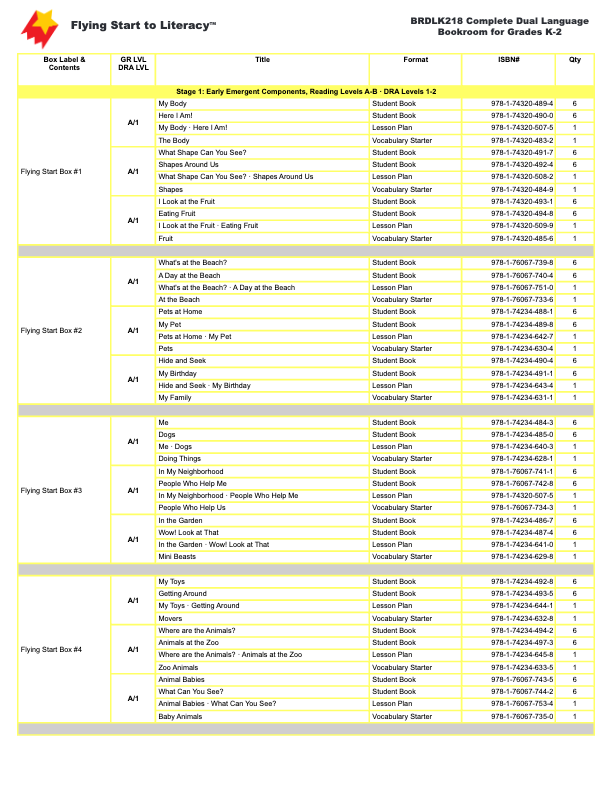 Flying Start to Literacy™
BRDLK218 Complete Dual Language
Bookroom for Grades K-2
Box Label & Contents GR LVL DRA LVL Title Format ISBN# Qty
Stage 1: Early Emergent Components, Reading Levels A-B · DRA Levels 1-2
Flying Start Box #1
A/1
My Body Student Book 978-1-74320-489-4 6
Here I Am! Student Book 978-1-74320-490-0 6
My Body · Here I Am! Lesson Plan 978-1-74320-507-5 1
The Body Vocabulary Starter 978-1-74320-483-2 1
A/1
What Shape Can You See? Student Book 978-1-74320-491-7 6
Shapes Around Us Student Book 978-1-74320-492-4 6
What Shape Can You See? · Shapes Around Us Lesson Plan 978-1-74320-508-2 1
Shapes Vocabulary Starter 978-1-74320-484-9 1
A/1
I Look at the Fruit Student Book 978-1-74320-493-1 6
Eating Fruit Student Book 978-1-74320-494-8 6
I Look at the Fruit · Eating Fruit Lesson Plan 978-1-74320-509-9 1
Fruit Vocabulary Starter 978-1-74320-485-6 1
Flying Start Box #2
A/1
What's at the Beach? Student Book 978-1-76067-739-8 6
A Day at the Beach Student Book 978-1-76067-740-4 6
What's at the Beach? · A Day at the Beach Lesson Plan 978-1-76067-751-0 1
At the Beach Vocabulary Starter 978-1-76067-733-6 1
A/1
Pets at Home Student Book 978-1-74234-488-1 6
My Pet Student Book 978-1-74234-489-8 6
Pets at Home · My Pet Lesson Plan 978-1-74234-642-7 1
Pets Vocabulary Starter 978-1-74234-630-4 1
A/1
Hide and Seek Student Book 978-1-74234-490-4 6
My Birthday Student Book 978-1-74234-491-1 6
Hide and Seek · My Birthday Lesson Plan 978-1-74234-643-4 1
My Family Vocabulary Starter 978-1-74234-631-1 1
Flying Start Box #3
A/1
Me Student Book 978-1-74234-484-3 6
Dogs Student Book 978-1-74234-485-0 6
Me · Dogs Lesson Plan 978-1-74234-640-3 1
Doing Things Vocabulary Starter 978-1-74234-628-1 1
A/1
In My Neighborhood Student Book 978-1-76067-741-1 6
People Who Help Me Student Book 978-1-76067-742-8 6
In My Neighborhood · People Who Help Me Lesson Plan 978-1-74320-507-5 1
People Who Help Us Vocabulary Starter 978-1-76067-734-3 1
A/1
In the Garden Student Book 978-1-74234-486-7 6
Wow! Look at That Student Book 978-1-74234-487-4 6
In the Garden · Wow! Look at That Lesson Plan 978-1-74234-641-0 1
Mini Beasts Vocabulary Starter 978-1-74234-629-8 1
Flying Start Box #4
A/1
My Toys Student Book 978-1-74234-492-8 6
Getting Around Student Book 978-1-74234-493-5 6
My Toys · Getting Around Lesson Plan 978-1-74234-644-1 1
Movers Vocabulary Starter 978-1-74234-632-8 1
A/1
Where are the Animals? Student Book 978-1-74234-494-2 6
Animals at the Zoo Student Book 978-1-74234-497-3 6
Where are the Animals? · Animals at the Zoo Lesson Plan 978-1-74234-645-8 1
Zoo Animals Vocabulary Starter 978-1-74234-633-5 1
A/1
Animal Babies Student Book 978-1-76067-743-5 6
What Can You See? Student Book 978-1-76067-744-2 6
Animal Babies · What Can You See? Lesson Plan 978-1-76067-753-4 1
Baby Animals Vocabulary Starter 978-1-76067-735-0 1